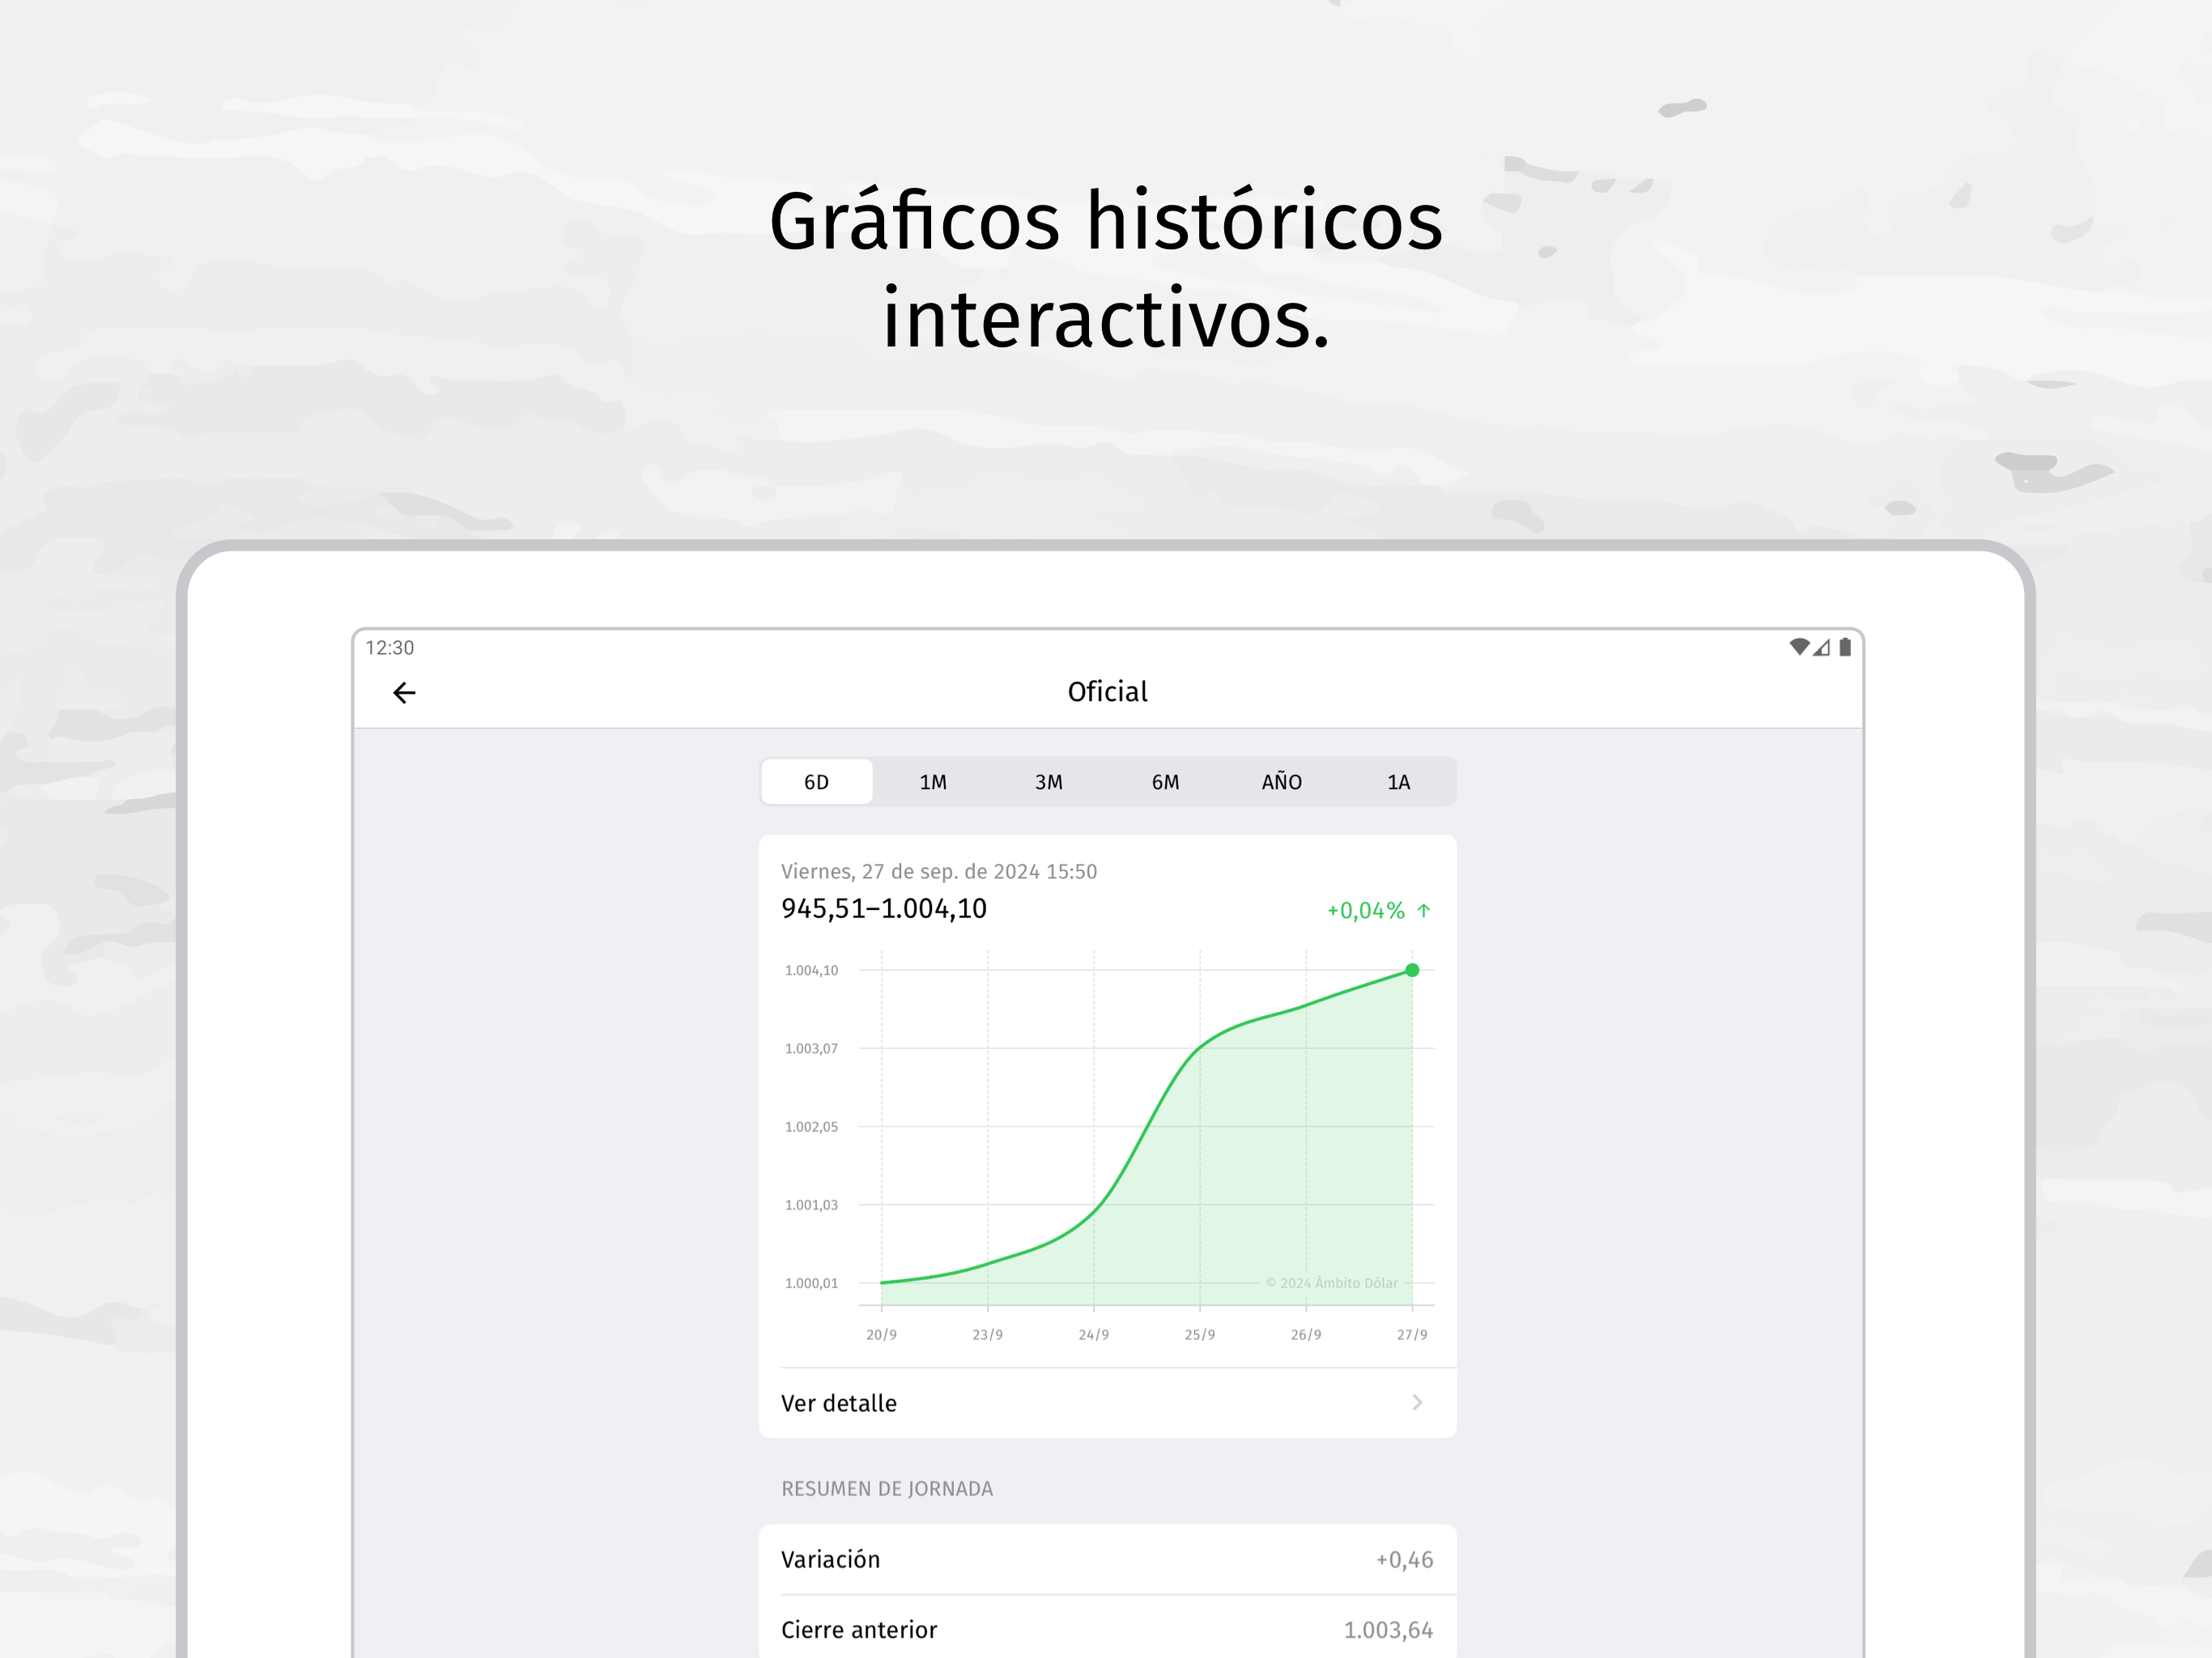 Gráficos históricos
interactivos.
12:30
Oficial
6D 1M 3M 6M AÑO 1A
Viernes, 27 de sep. de 2024 15:50
945,51–1.004,10 +0,04% ↑
1.004,10
1.003,07
1.002,05
1.001,03
1.000,01
© 2024 Ámbito Dólar
20/9 23/9 24/9 25/9 26/9 27/9
Ver detalle
RESUMEN DE JORNADA
Variación +0,46
Cierre anterior 1.003,64